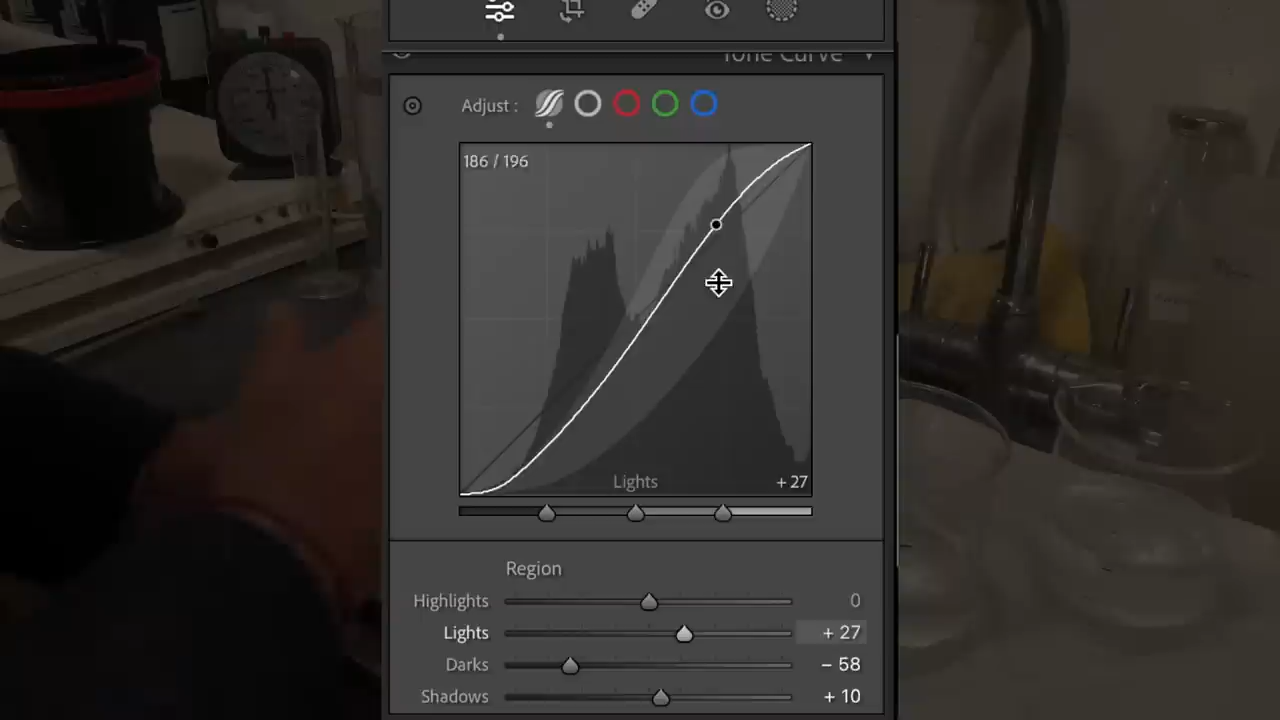 Tone Curve
Adjust :
186 / 196
Lights + 27
Region
Highlights 0
Lights + 27
Darks – 58
Shadows + 10